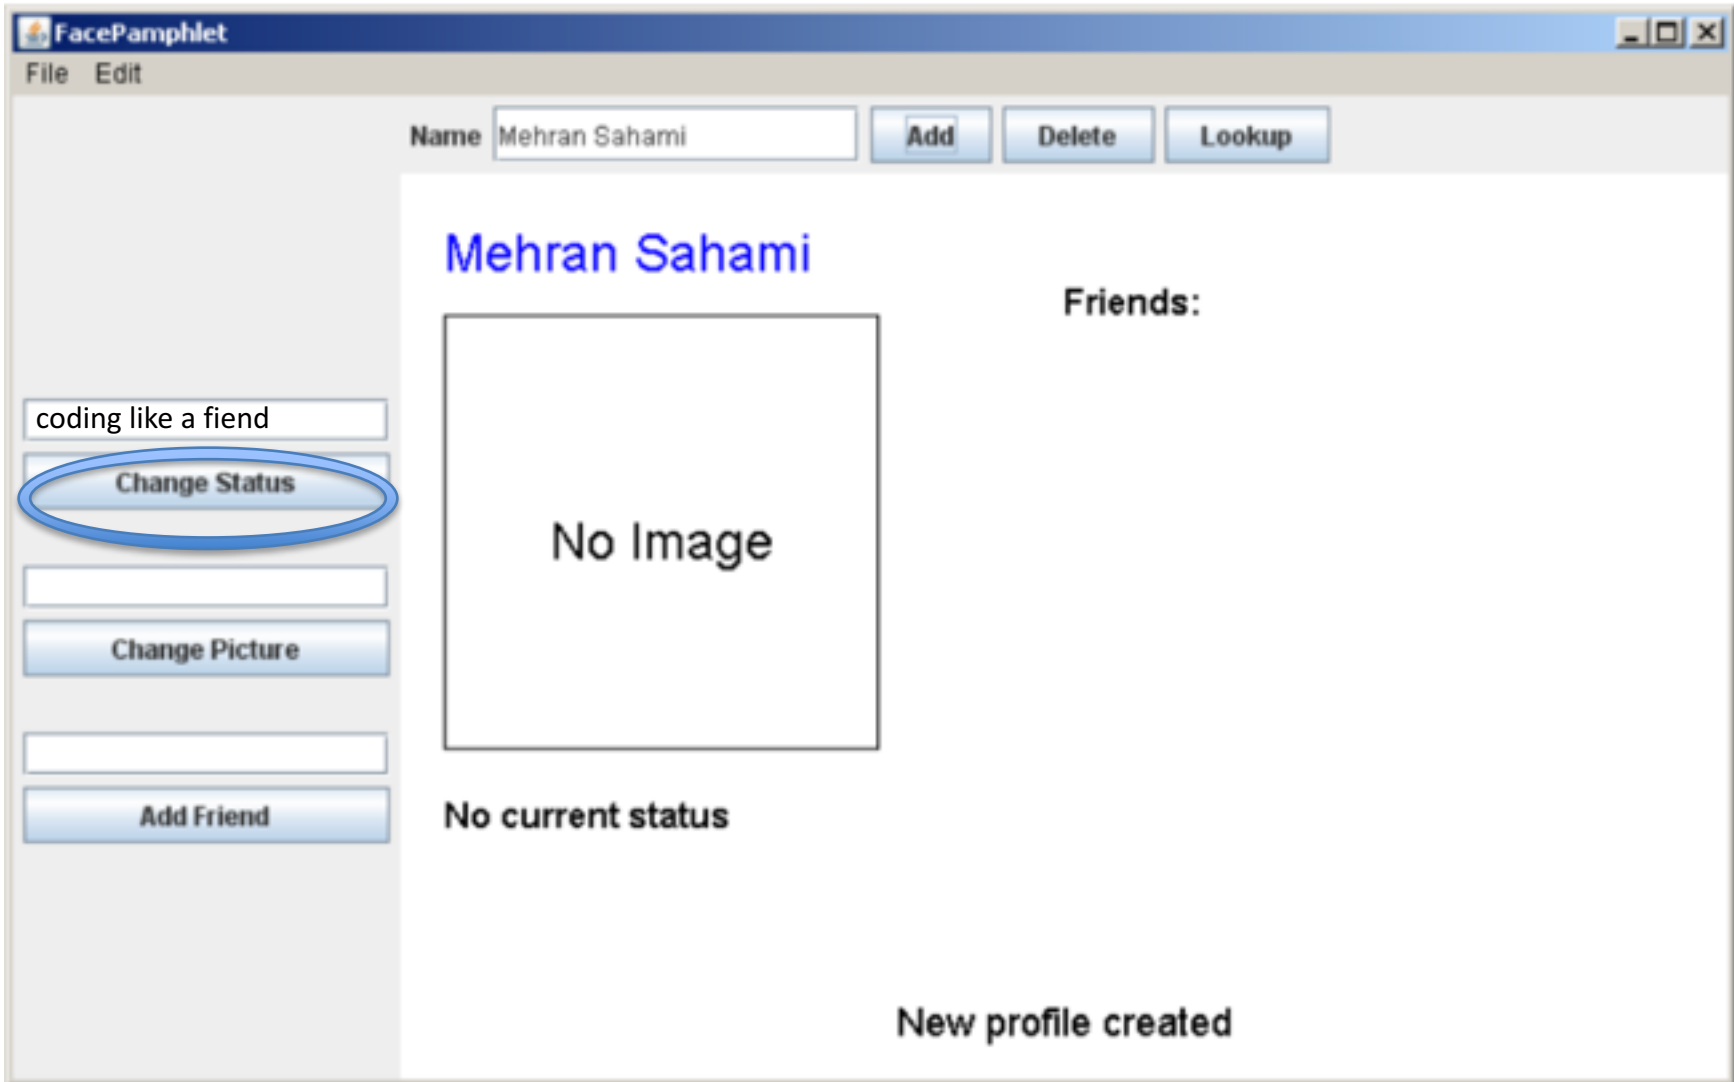 FacePamphlet
File Edit
Name Mehran Sahami Add Delete Lookup
Mehran Sahami
Friends:
coding like a fiend
Change Status
No Image
Change Picture
Add Friend
No current status
New profile created